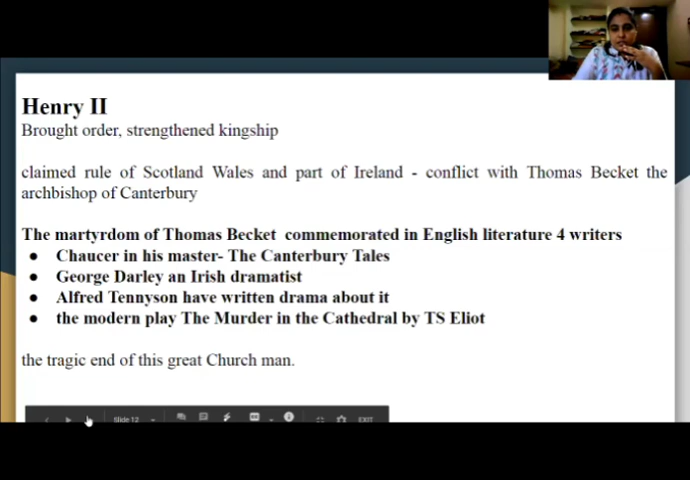 Henry II
Brought order, strengthened kingship
claimed rule of Scotland Wales and part of Ireland - conflict with Thomas Becket the
archbishop of Canterbury
The martyrdom of Thomas Becket commemorated in English literature 4 writers
● Chaucer in his master- The Canterbury Tales
● George Darley an Irish dramatist
● Alfred Tennyson have written drama about it
● the modern play The Murder in the Cathedral by TS Eliot
the tragic end of this great Church man.
Slide 12 EXIT